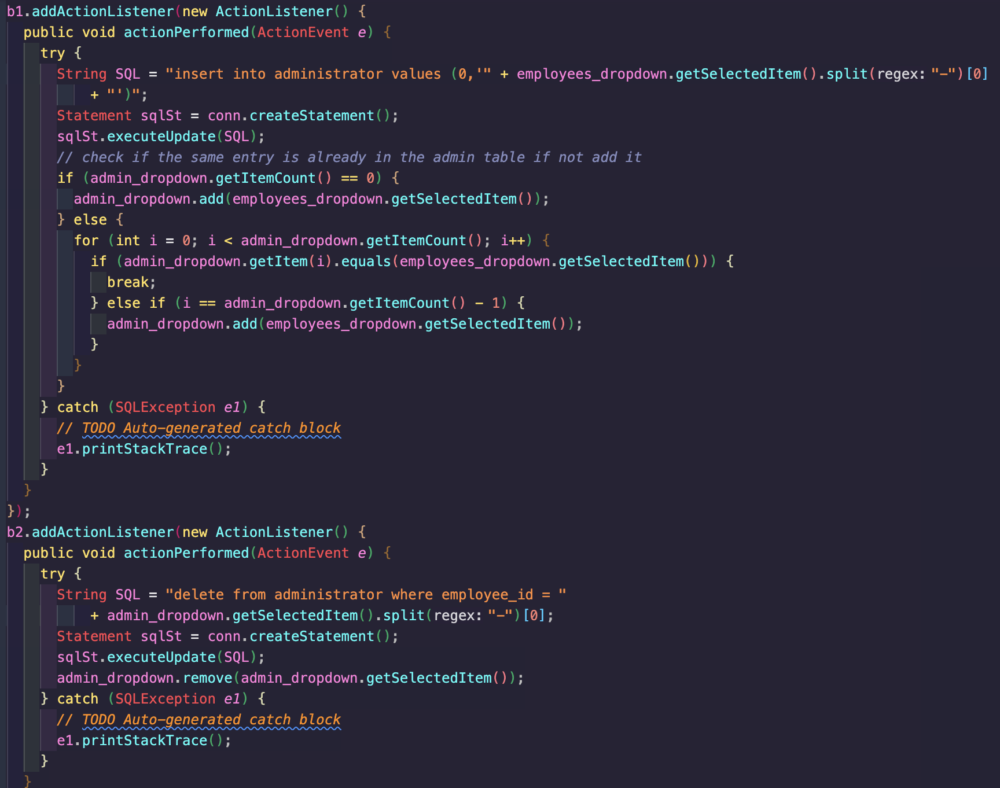 b1.addActionListener(new ActionListener() {
public void actionPerformed(ActionEvent e) {
try {
String SQL = "insert into administrator values (0,'" + employees_dropdown.getSelectedItem().split(regex: "-")[0]
+ "')";
Statement sqlSt = conn.createStatement();
sqlSt.executeUpdate(SQL);
// check if the same entry is already in the admin table if not add it
if (admin_dropdown.getItemCount() == 0) {
admin_dropdown.add(employees_dropdown.getSelectedItem());
} else {
for (int i = 0; i < admin_dropdown.getItemCount(); i++) {
if (admin_dropdown.getItem(i).equals(employees_dropdown.getSelectedItem())) {
break;
} else if (i == admin_dropdown.getItemCount() - 1) {
admin_dropdown.add(employees_dropdown.getSelectedItem());
}
}
}
} catch (SQLException e1) {
// TODO Auto-generated catch block
e1.printStackTrace();
}
}
});
b2.addActionListener(new ActionListener() {
public void actionPerformed(ActionEvent e) {
try {
String SQL = "delete from administrator where employee_id = "
+ admin_dropdown.getSelectedItem().split(regex: "-")[0];
Statement sqlSt = conn.createStatement();
sqlSt.executeUpdate(SQL);
admin_dropdown.remove(admin_dropdown.getSelectedItem());
} catch (SQLException e1) {
// TODO Auto-generated catch block
e1.printStackTrace();
}
}